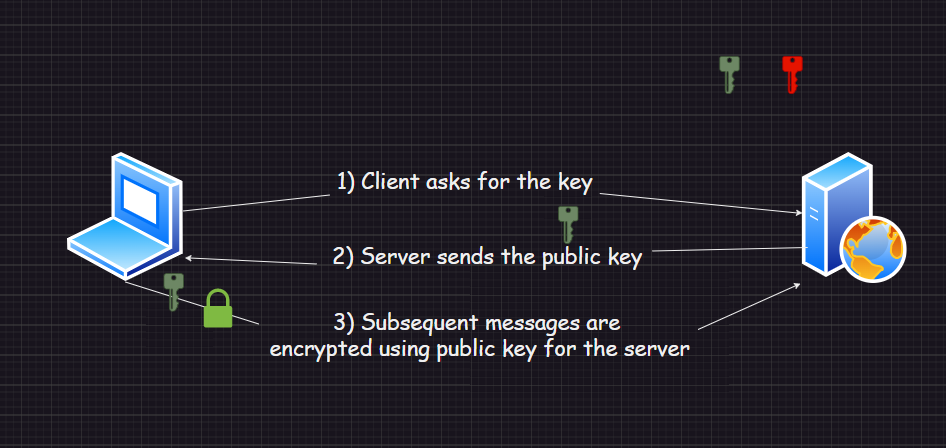 1) Client asks for the key
2) Server sends the public key
3) Subsequent messages are
encrypted using public key for the server